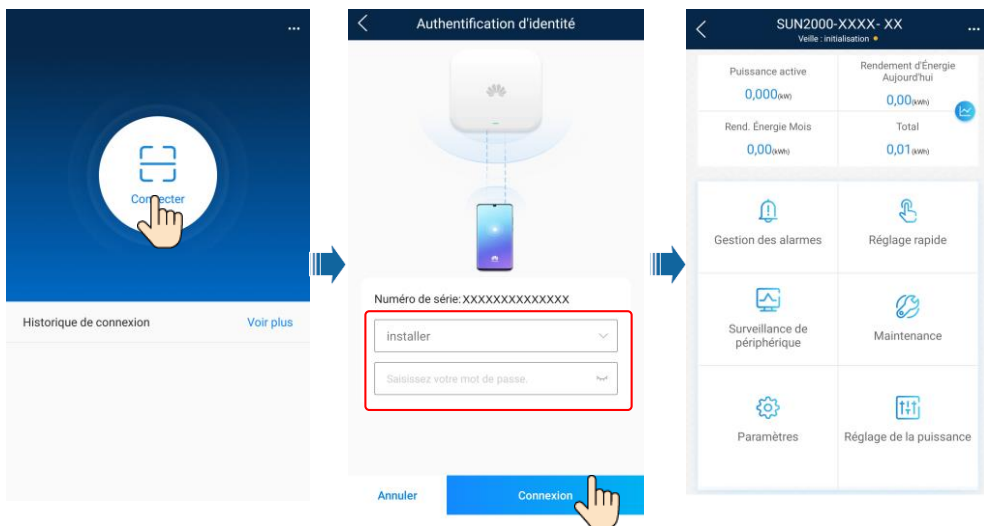 ...
Connecter
Historique de connexion
Voir plus
Authentification d'identité
Numéro de série: XXXXXXXXXXXXXX
installer
Saisissez votre mot de passe.
Annuler
Connexion
SUN2000-XXXX- XX
Veille : initialisation
...
Puissance active
0,000(kW)
Rendement d'Énergie
Aujourd'hui
0,00(kWh)
Rend. Énergie Mois
0,00(kWh)
Total
0,01(kWh)
Gestion des alarmes
Réglage rapide
Surveillance de
périphérique
Maintenance
Paramètres
Réglage de la puissance